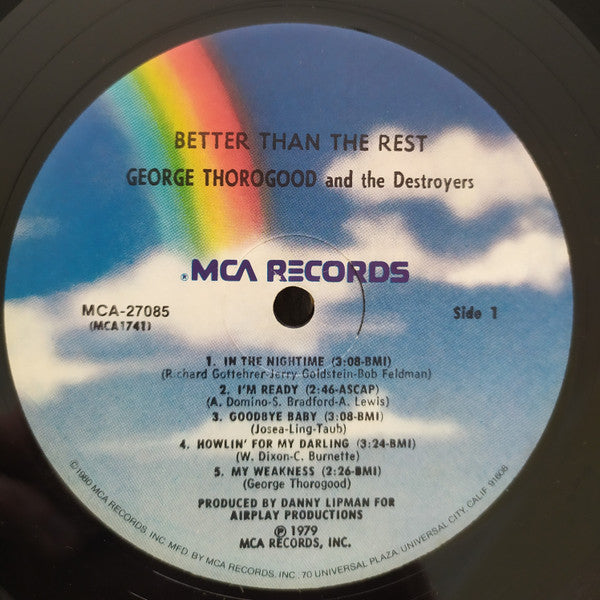 BETTER THAN THE REST
GEORGE THOROGOOD and the Destroyers
® MCA RECORDS
MCA-27085
(MCA1741)
Side 1
1. IN THE NIGHTIME (3:08-BMI)
(Richard Gottehrer-Jerry Goldstein-Bob Feldman)
2. I'M READY (2:46-ASCAP)
(A. Domino-S. Bradford-A. Lewis)
3. GOODBYE BABY (3:08-BMI)
(Josea-Ling-Taub)
4. HOWLIN' FOR MY DARLING (3:24-BMI)
(W. Dixon-C. Burnette)
5. MY WEAKNESS (2:26-BMI)
(George Thorogood)
PRODUCED BY DANNY LIPMAN FOR
AIRPLAY PRODUCTIONS
℗ 1979
MCA RECORDS, INC.
©1980 MCA RECORDS, INC. MFD. BY MCA RECORDS, INC., 70 UNIVERSAL PLAZA, UNIVERSAL CITY, CALIF. 91608